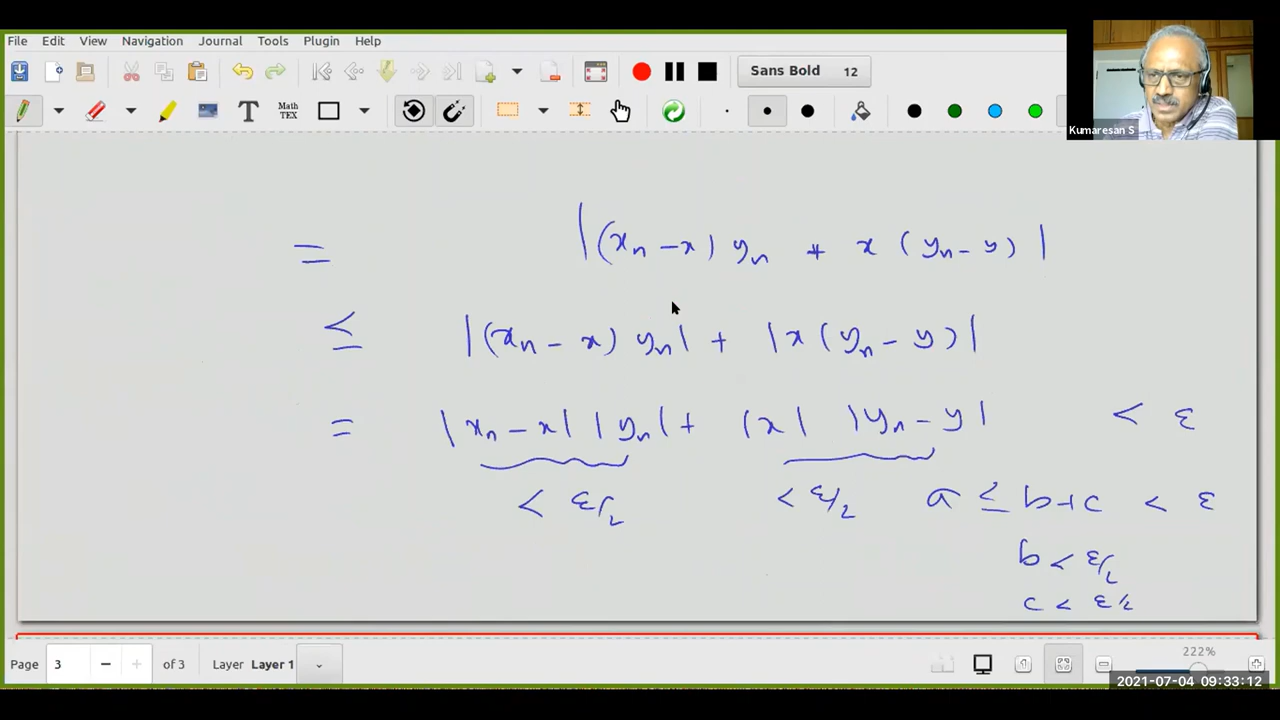 File Edit View Navigation Journal Tools Plugin Help
Sans Bold 12
T Math TEX
Kumaresan S
= |(xₙ − x) yₙ + x (yₙ − y)|
≤ |(xₙ − x) yₙ| + |x (yₙ − y)|
= |xₙ − x| |yₙ| + |x| |yₙ − y| < ε
< ε/2 < ε/2 a ≤ b+c < ε
b < ε/2
c < ε/2
Page 3 of 3 Layer Layer 1 222%
2021-07-04 09:33:12